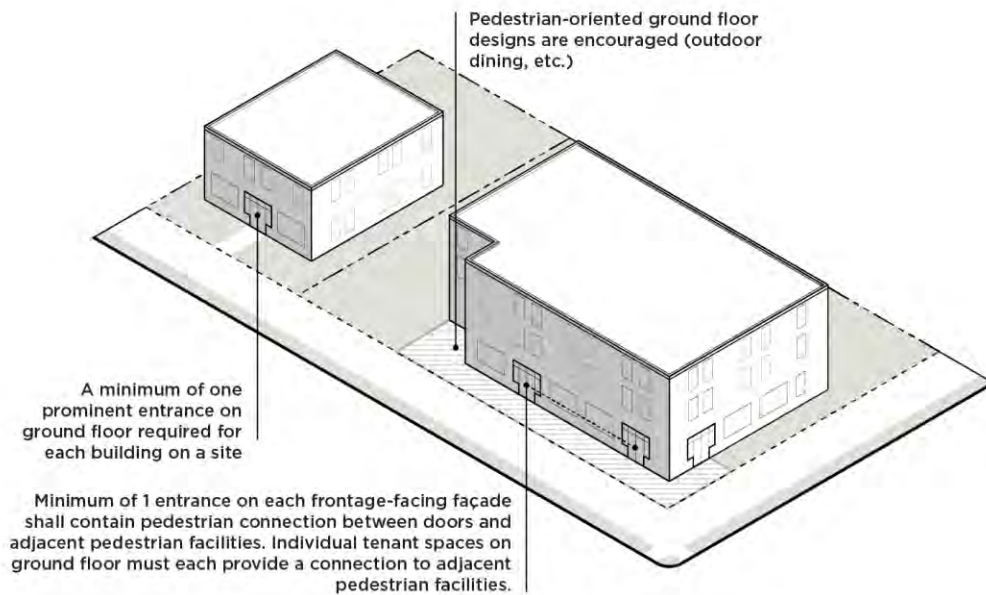 Pedestrian-oriented ground floor
designs are encouraged (outdoor
dining, etc.)
A minimum of one
prominent entrance on
ground floor required for
each building on a site
Minimum of 1 entrance on each frontage-facing façade
shall contain pedestrian connection between doors and
adjacent pedestrian facilities. Individual tenant spaces on
ground floor must each provide a connection to adjacent
pedestrian facilities.